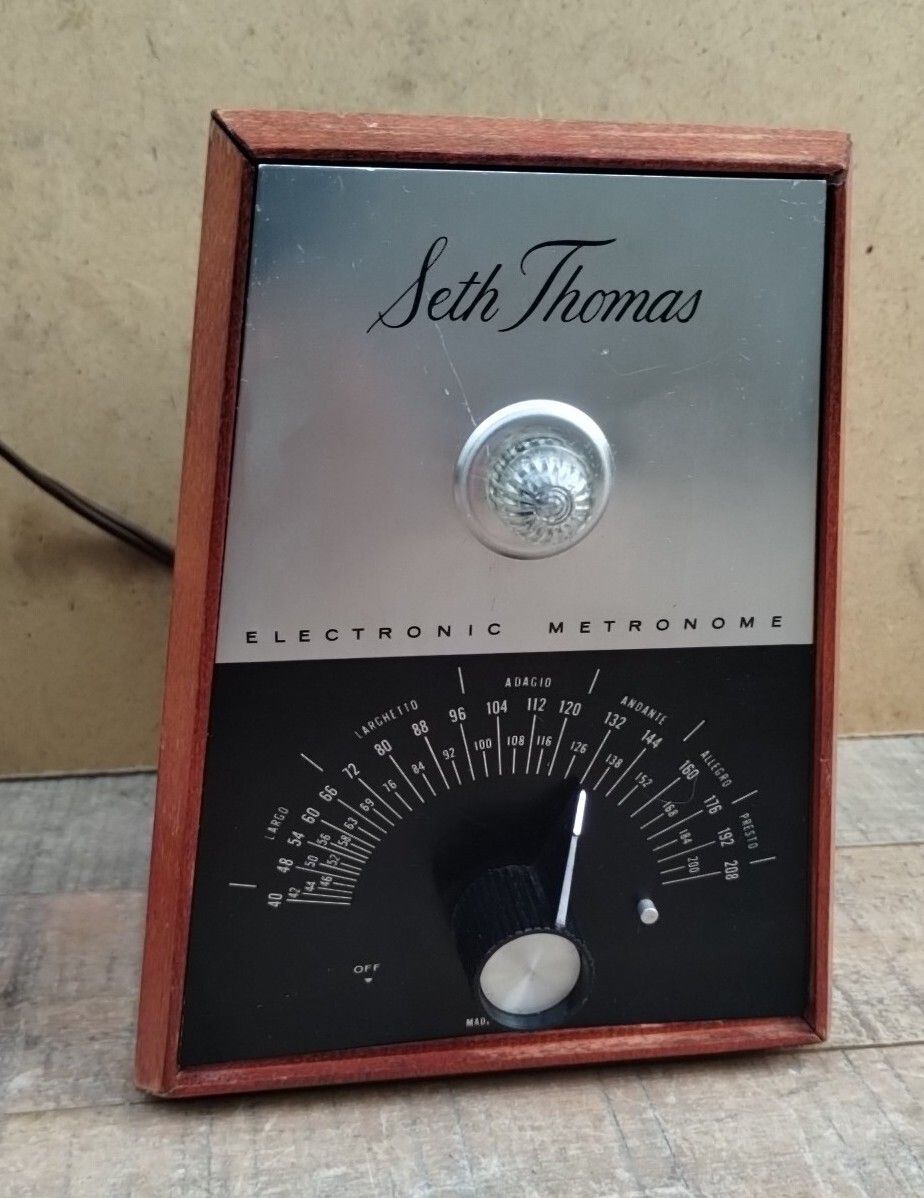 Seth Thomas
ELECTRONIC METRONOME
LARGO LARGHETTO ADAGIO ANDANTE ALLEGRO PRESTO
40 48 54 60 66 72 80 88 96 104 112 120 132 144 160 176 192 208
42 44 46 50 52 56 58 63 69 76 84 92 100 108 116 126 138 152 168 184 200
OFF